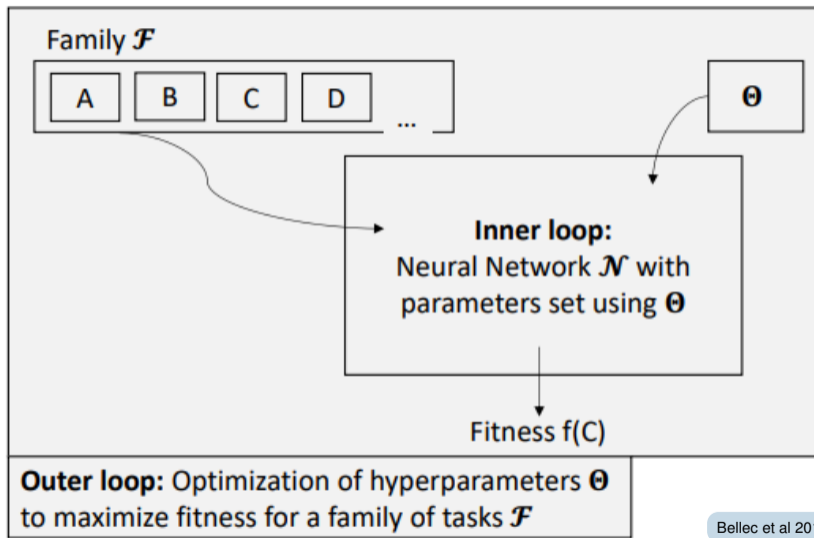 Family ℱ
A B C D ...
Θ
Inner loop:
Neural Network 𝒩 with
parameters set using Θ
Fitness f(C)
Outer loop: Optimization of hyperparameters Θ
to maximize fitness for a family of tasks ℱ
Bellec et al